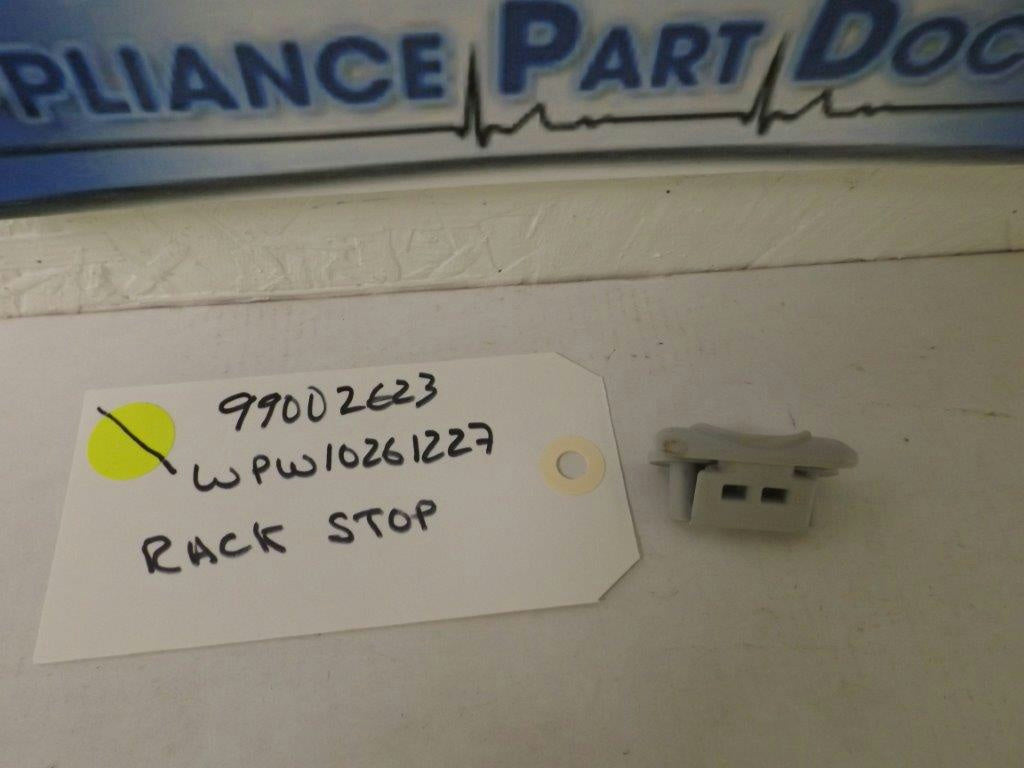 PLIANCE PART DOC
99002623
WPW10261227
RACK STOP